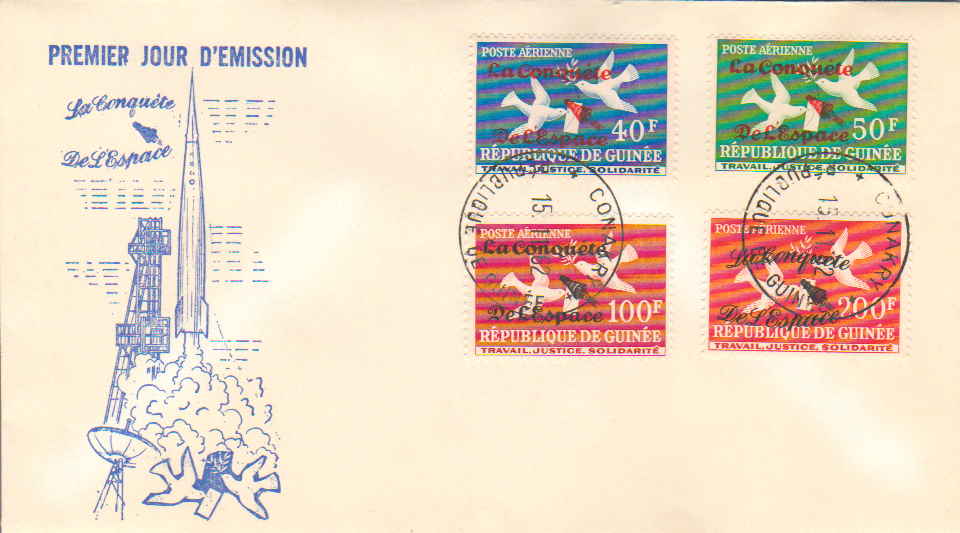 PREMIER JOUR D'EMISSION
La Conquête
De L'Espace
POSTE AÉRIENNE
La Conquête
De L'Espace
40F
RÉPUBLIQUE DE GUINÉE
TRAVAIL, JUSTICE, SOLIDARITÉ
POSTE AÉRIENNE
La Conquête
De L'Espace
50F
RÉPUBLIQUE DE GUINÉE
TRAVAIL, JUSTICE, SOLIDARITÉ
POSTE AÉRIENNE
La Conquête
De L'Espace
100F
RÉPUBLIQUE DE GUINÉE
TRAVAIL, JUSTICE, SOLIDARITÉ
POSTE AÉRIENNE
La Conquête
De L'Espace
200F
RÉPUBLIQUE DE GUINÉE
TRAVAIL, JUSTICE, SOLIDARITÉ
CONAKRY
CONAKRY